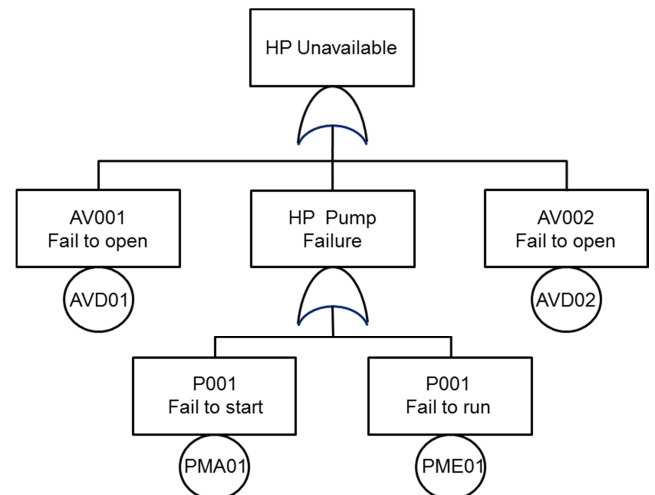 HP Unavailable
AV001
Fail to open
HP Pump
Failure
AV002
Fail to open
AVD01
AVD02
P001
Fail to start
P001
Fail to run
PMA01
PME01